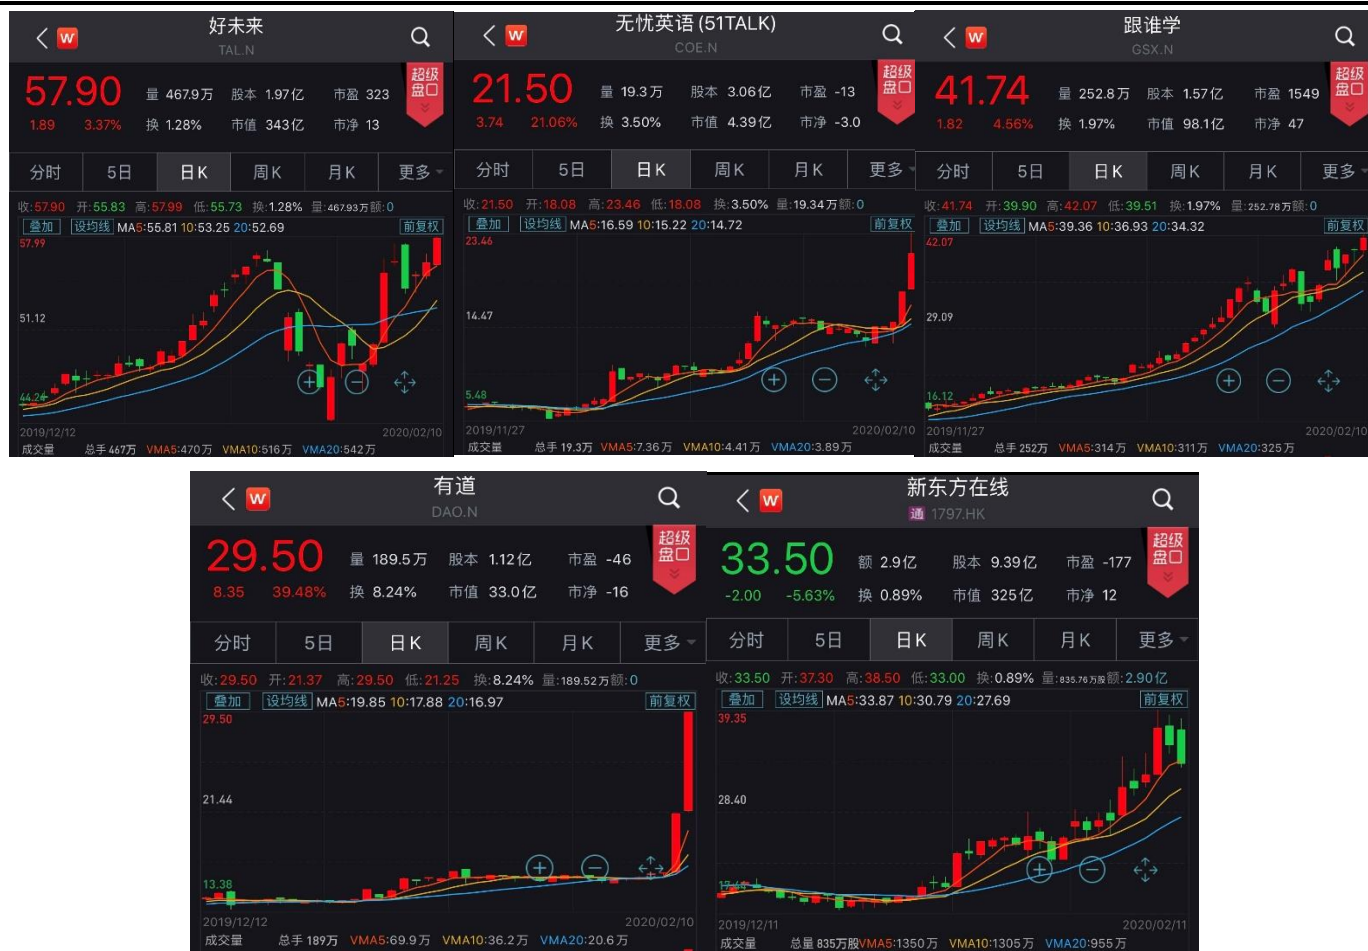 好未来
TAL.N
57.90
1.89 3.37%
量 467.9万 股本 1.97亿 市盈 323
换 1.28% 市值 343亿 市净 13
超级
盘口
分时 5日 日K 周K 月K 更多
收:57.90 开:55.83 高:57.99 低:55.73 换:1.28% 量:467.93万 额:0
叠加 设均线 MA5:55.81 10:53.25 20:52.69 前复权
57.99
51.12
44.24
2019/12/12 2020/02/10
成交量 总手 467万 VMA5:470万 VMA10:516万 VMA20:542万
无忧英语(51TALK)
COE.N
21.50
3.74 21.06%
量 19.3万 股本 3.06亿 市盈 -13
换 3.50% 市值 4.39亿 市净 -3.0
超级
盘口
分时 5日 日K 周K 月K 更多
收:21.50 开:18.08 高:23.46 低:18.08 换:3.50% 量:19.34万 额:0
叠加 设均线 MA5:16.59 10:15.22 20:14.72 前复权
23.46
14.47
5.48
2019/11/27 2020/02/10
成交量 总手 19.3万 VMA5:7.36万 VMA10:4.41万 VMA20:3.89万
跟谁学
GSX.N
41.74
1.82 4.56%
量 252.8万 股本 1.57亿 市盈 1549
换 1.97% 市值 98.1亿 市净 47
超级
盘口
分时 5日 日K 周K 月K 更多
收:41.74 开:39.90 高:42.07 低:39.51 换:1.97% 量:252.78万 额:0
叠加 设均线 MA5:39.36 10:36.93 20:34.32 前复权
42.07
29.09
16.12
2019/11/27 2020/02/10
成交量 总手 252万 VMA5:314万 VMA10:311万 VMA20:325万
有道
DAO.N
29.50
8.35 39.48%
量 189.5万 股本 1.12亿 市盈 -46
换 8.24% 市值 33.0亿 市净 -16
超级
盘口
分时 5日 日K 周K 月K 更多
收:29.50 开:21.37 高:29.50 低:21.25 换:8.24% 量:189.52万 额:0
叠加 设均线 MA5:19.85 10:17.88 20:16.97 前复权
29.50
21.44
13.38
2019/12/12 2020/02/10
成交量 总手 189万 VMA5:69.9万 VMA10:36.2万 VMA20:20.6万
新东方在线
通 1797.HK
33.50
-2.00 -5.63%
额 2.9亿 股本 9.39亿 市盈 -177
换 0.89% 市值 325亿 市净 12
超级
盘口
分时 5日 日K 周K 月K 更多
收:33.50 开:37.30 高:38.50 低:33.00 换:0.89% 量:835.76万股 额:2.90亿
叠加 设均线 MA5:33.87 10:30.79 20:27.69 前复权
39.35
28.40
2019/12/11 2020/02/11
成交量 总量 835万股 VMA5:1350万 VMA10:1305万 VMA20:955万